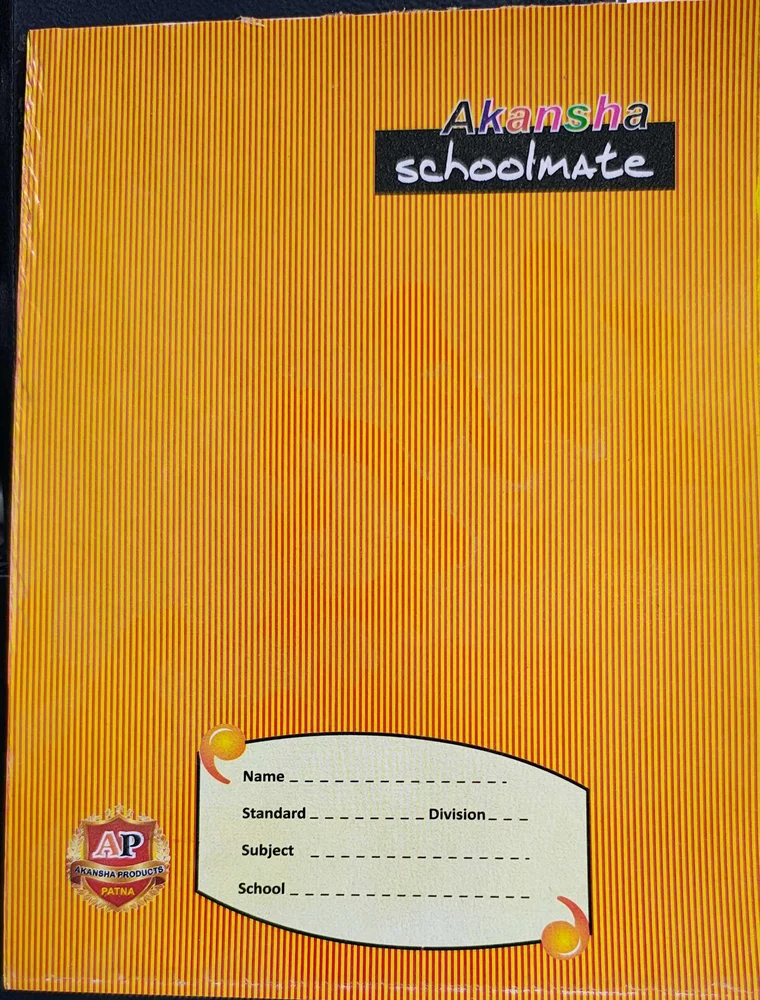 Akansha
schoolmate
Name
Standard Division
Subject
School
AP
AKANSHA PRODUCTS
PATNA